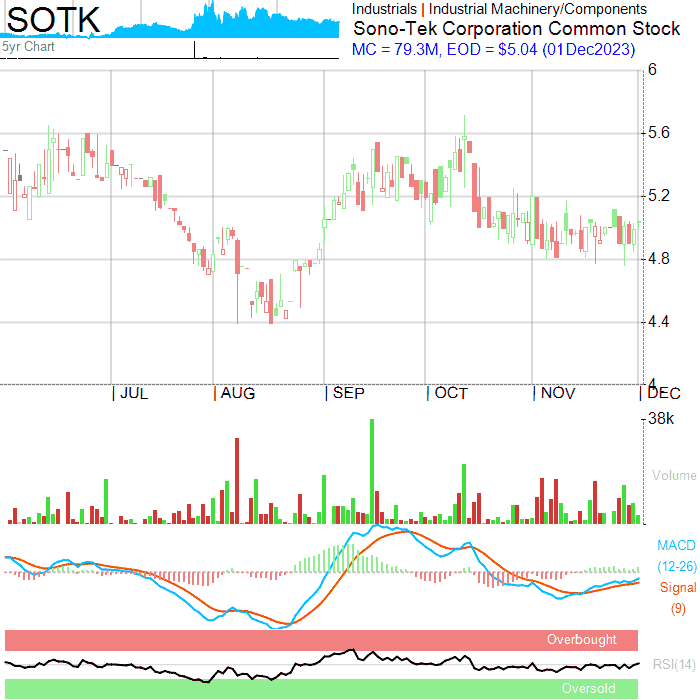 SOTK
5yr Chart
Industrials | Industrial Machinery/Components
Sono-Tek Corporation Common Stock
MC = 79.3M, EOD = $5.04 (01Dec2023)
6
5.6
5.2
4.8
4.4
4
JUL
AUG
SEP
OCT
NOV
DEC
38k
Volume
MACD
(12-26)
Signal
(9)
Overbought
RSI(14)
Oversold